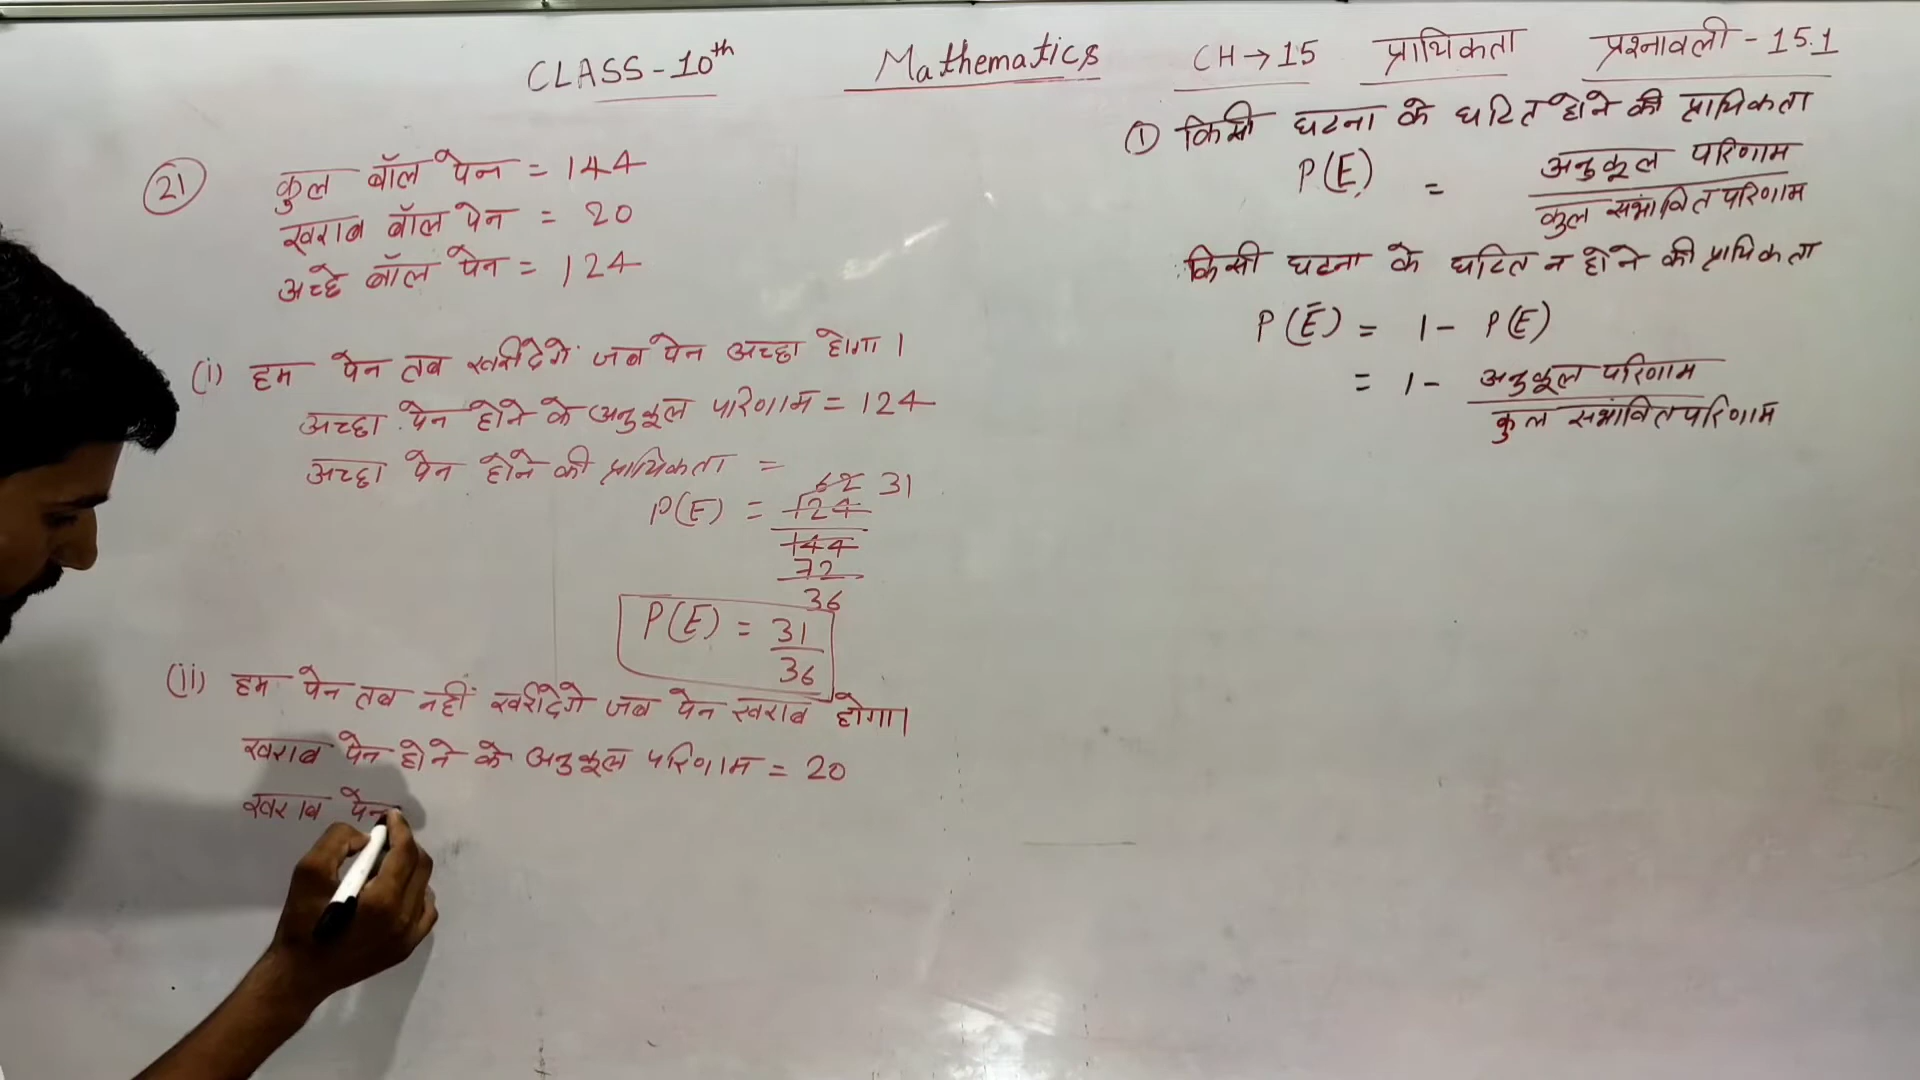 CLASS-10th Mathematics CH→15 प्रायिकता प्रश्नावली-15.1
(21) कुल बॉल पेन = 144
खराब बॉल पेन = 20
अच्छे बॉल पेन = 124
(i) हम पेन तब खरीदेगें जब पेन अच्छा होगा।
अच्छा पेन होने के अनुकूल परिणाम = 124
अच्छा पेन होने की प्रायिकता =
62 31
P(E) = 124
144
72
36
P(E) = 31
36
(ii) हम पेन तब नहीं खरीदेगे जब पेन खराब होगा।
खराब पेन होने के अनुकूल परिणाम = 20
खराब पेन
① किसी घटना के घटित होने की प्रायिकता
P(E) = अनुकूल परिणाम
कुल सभांवित परिणाम
किसी घटना के घटित न होने की प्रायिकता
P(Ē) = 1 - P(E)
= 1 - अनुकूल परिणाम
कुल सभांवित परिणाम